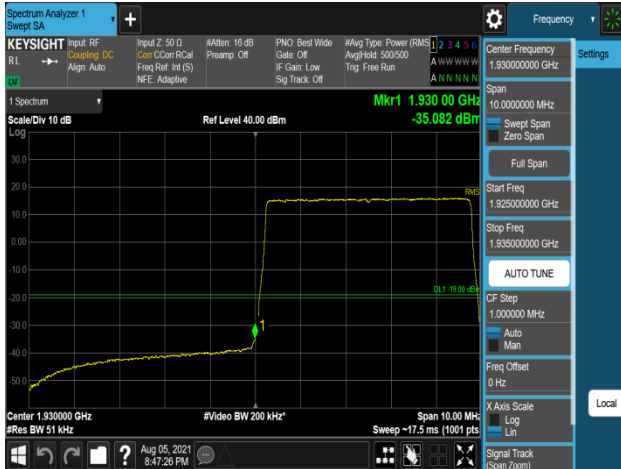 Spectrum Analyzer 1
Swept SA
+
Frequency
KEYSIGHT
RL
Input: RF
Coupling: DC
Align: Auto
Input Z: 50 Ω
Corr CCorr RCal
Freq Ref: Int (S)
NFE: Adaptive
#Atten: 16 dB
Preamp: Off
PNO: Best Wide
Gate: Off
IF Gain: Low
Sig Track: Off
#Avg Type: Power (RMS
Avg|Hold: 500/500
Trig: Free Run
1 2 3 4 5 6
A W W W W W
A N N N N N
1 Spectrum
Scale/Div 10 dB
Ref Level 40.00 dBm
Mkr1 1.930 00 GHz
-35.082 dBm
Log
30.0
20.0
10.0
0.00
-10.0
-20.0
-30.0
-40.0
-50.0
RMS
DL1 -19.00 dBm
1
Center 1.930000 GHz
#Res BW 51 kHz
#Video BW 200 kHz*
Span 10.00 MHz
Sweep ~17.5 ms (1001 pts
?
Aug 05, 2021
8:47:26 PM
Center Frequency
1.930000000 GHz
Span
10.0000000 MHz
Swept Span
Zero Span
Full Span
Start Freq
1.925000000 GHz
Stop Freq
1.935000000 GHz
AUTO TUNE
CF Step
1.000000 MHz
Auto
Man
Freq Offset
0 Hz
X Axis Scale
Log
Lin
Signal Track
(Span Zoom)
Settings
Local